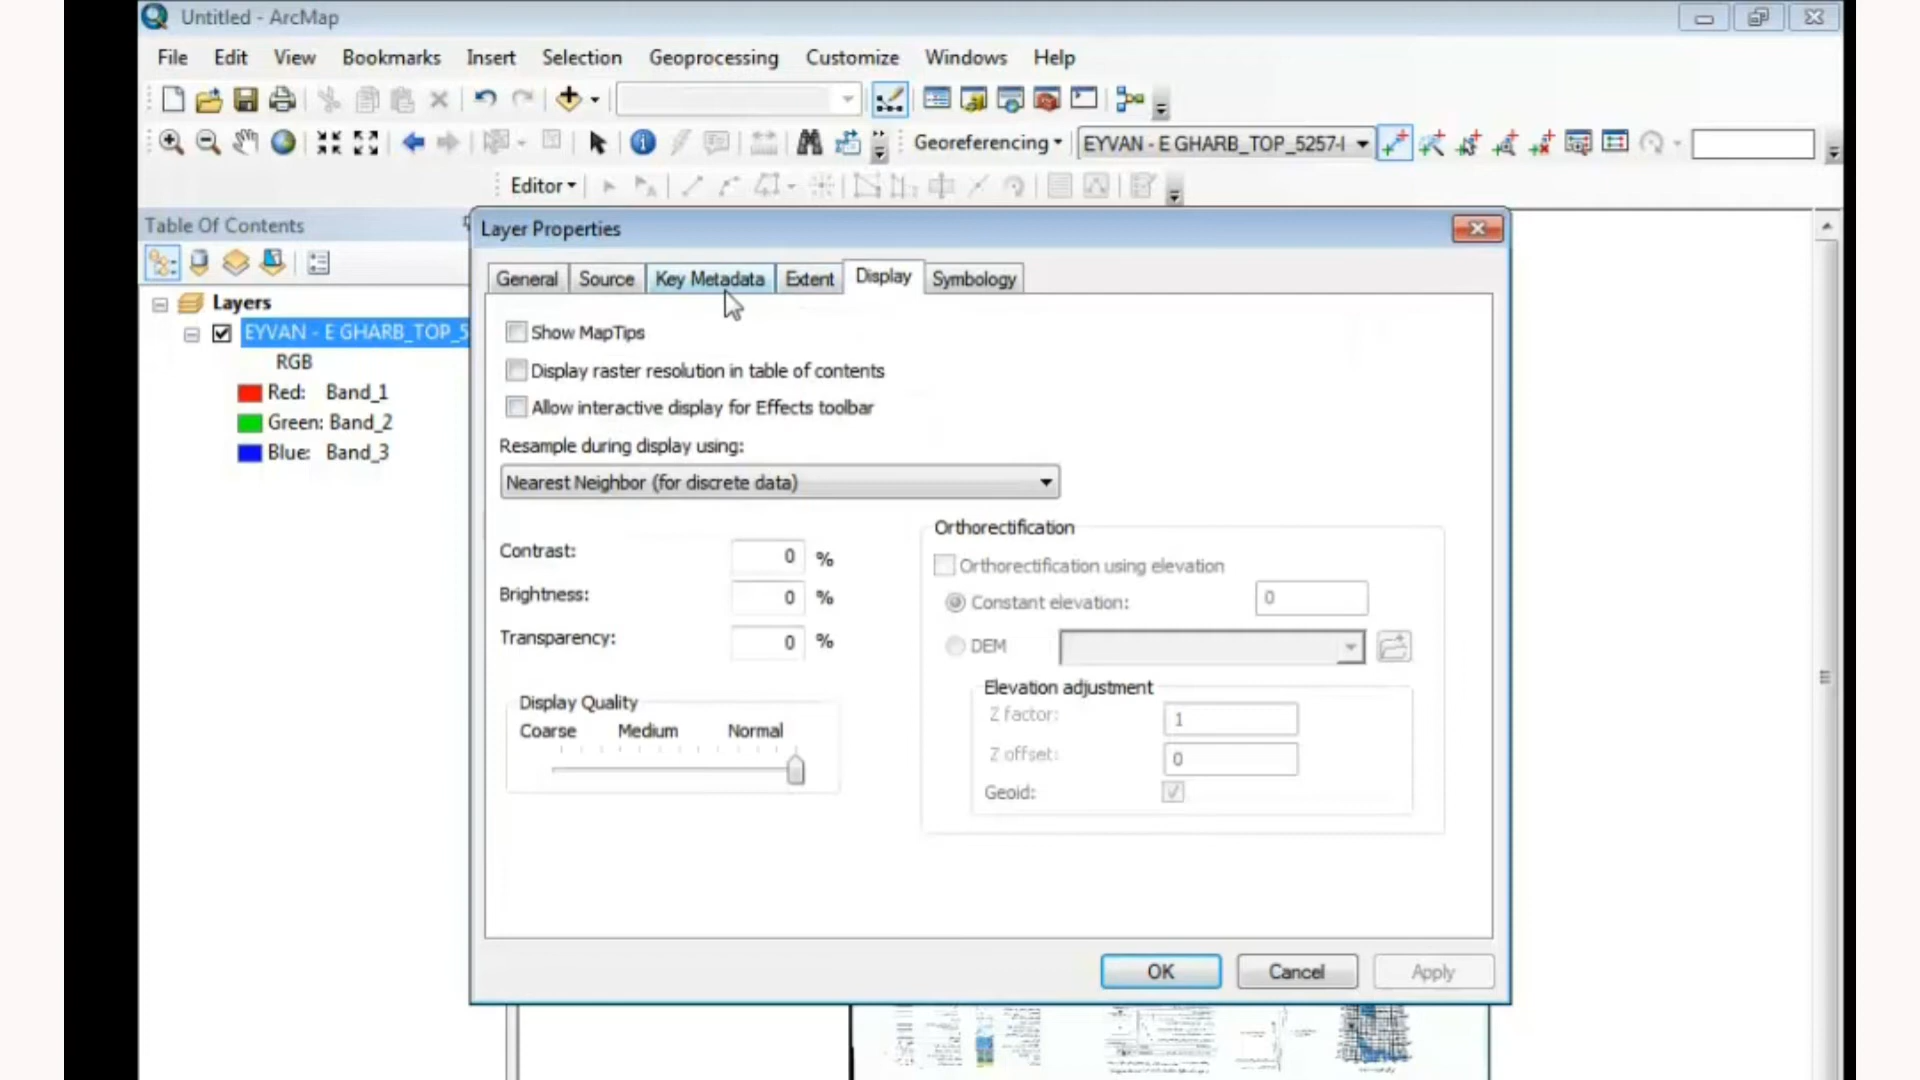 Untitled - ArcMap
File Edit View Bookmarks Insert Selection Geoprocessing Customize Windows Help
Georeferencing EYVAN - E GHARB_TOP_5257-I
Editor
Table Of Contents
Layers
EYVAN - E GHARB_TOP_5
RGB
Red: Band_1
Green: Band_2
Blue: Band_3
Layer Properties
General Source Key Metadata Extent Display Symbology
Show MapTips
Display raster resolution in table of contents
Allow interactive display for Effects toolbar
Resample during display using:
Nearest Neighbor (for discrete data)
Contrast: 0 %
Brightness: 0 %
Transparency: 0 %
Display Quality
Coarse Medium Normal
Orthorectification
Orthorectification using elevation
Constant elevation: 0
DEM
Elevation adjustment
Z factor: 1
Z offset: 0
Geoid:
OK Cancel Apply